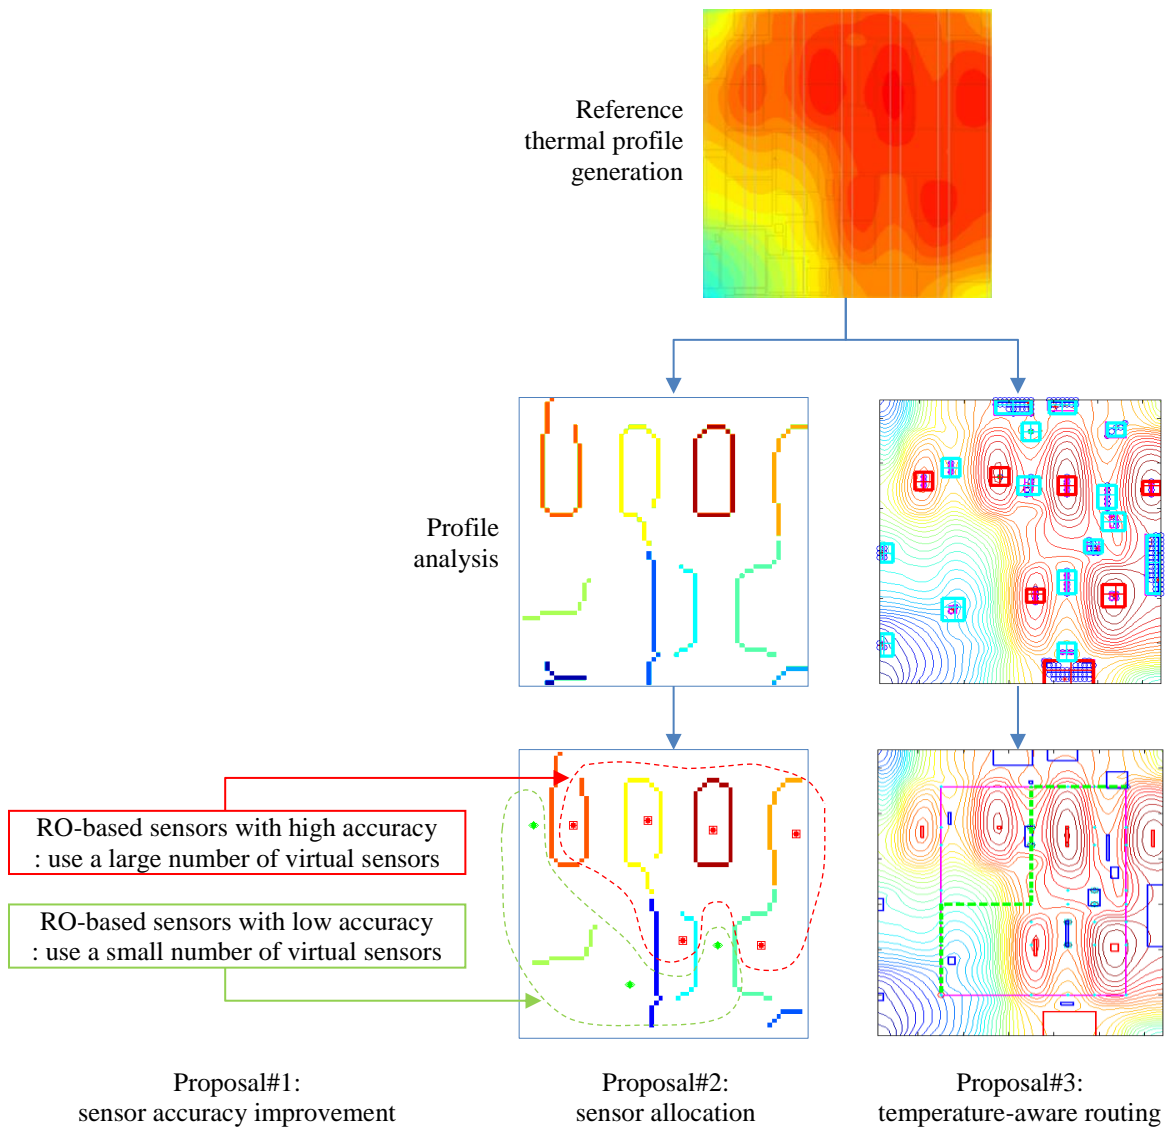 Reference
thermal profile
generation
Profile
analysis
RO-based sensors with high accuracy
: use a large number of virtual sensors
RO-based sensors with low accuracy
: use a small number of virtual sensors
Proposal#1:
sensor accuracy improvement
Proposal#2:
sensor allocation
Proposal#3:
temperature-aware routing